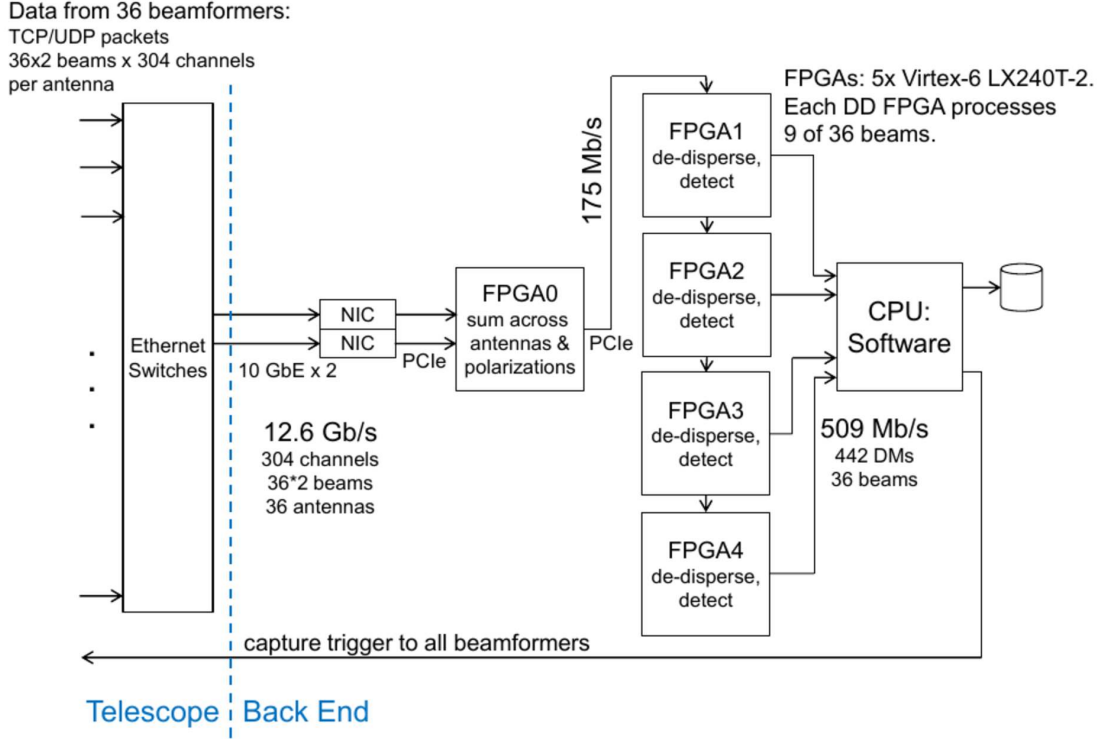 Data from 36 beamformers:
TCP/UDP packets
36x2 beams x 304 channels
per antenna
FPGAs: 5x Virtex-6 LX240T-2.
Each DD FPGA processes
9 of 36 beams.
175 Mb/s
FPGA1
de-disperse,
detect
FPGA2
de-disperse,
detect
FPGA3
de-disperse,
detect
FPGA4
de-disperse,
detect
Ethernet
Switches
NIC
NIC
10 GbE x 2
PCIe
FPGA0
sum across
antennas &
polarizations
PCIe
CPU:
Software
12.6 Gb/s
304 channels
36*2 beams
36 antennas
509 Mb/s
442 DMs
36 beams
capture trigger to all beamformers
Telescope
Back End